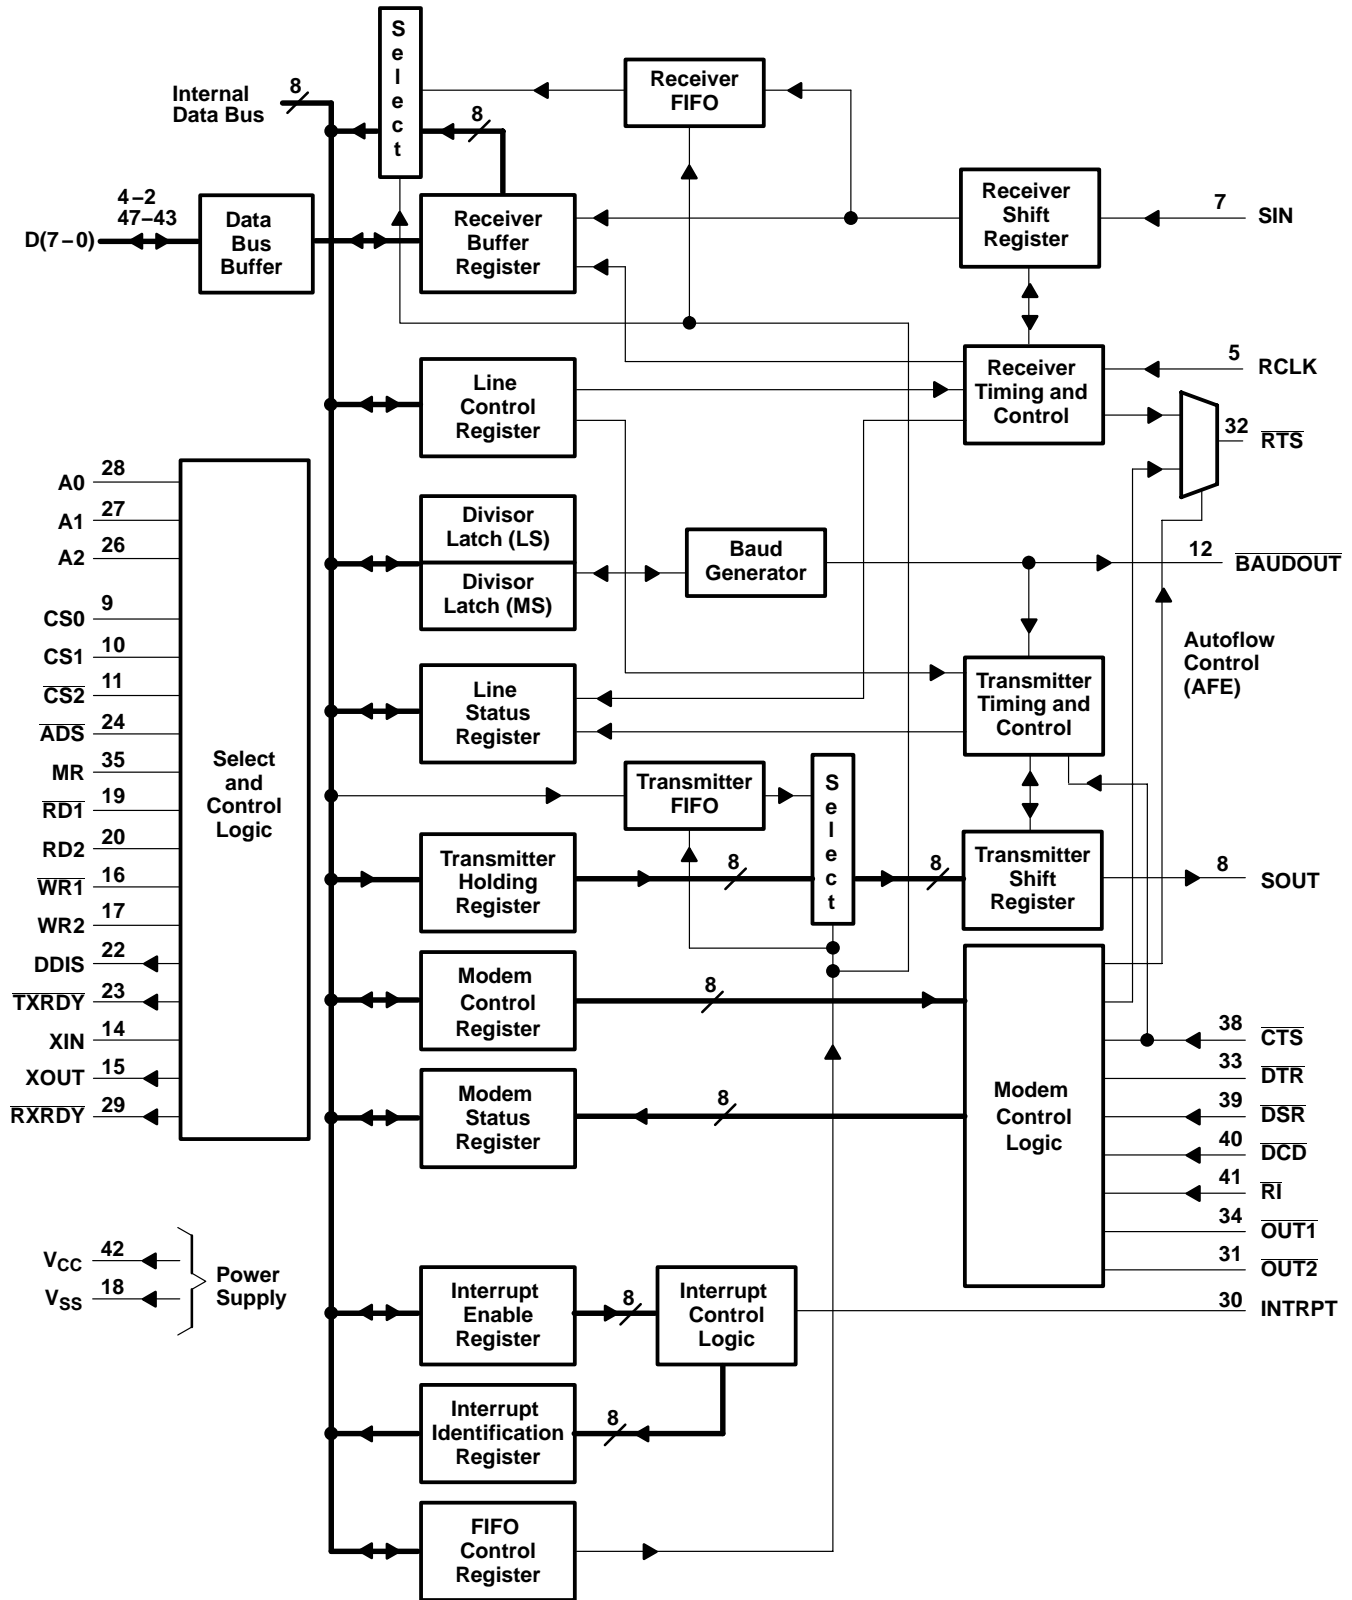 S
e
l
e
c
t
Internal
Data Bus
8
8
Receiver
FIFO
4–2
47–43
D(7–0)
Data
Bus
Buffer
Receiver
Buffer
Register
Receiver
Shift
Register
7
SIN
Line
Control
Register
Receiver
Timing and
Control
5
RCLK
32
RTS
A0
28
A1
27
A2
26
CS0
9
CS1
10
CS2
11
ADS
24
MR
35
RD1
19
RD2
20
WR1
16
WR2
17
DDIS
22
TXRDY
23
XIN
14
XOUT
15
RXRDY
29
Select
and
Control
Logic
Divisor
Latch (LS)
Divisor
Latch (MS)
Baud
Generator
12
BAUDOUT
Autoflow
Control
(AFE)
Line
Status
Register
Transmitter
Timing and
Control
Transmitter
FIFO
S
e
l
e
c
t
Transmitter
Holding
Register
8
8
Transmitter
Shift
Register
8
SOUT
Modem
Control
Register
8
Modem
Status
Register
8
Modem
Control
Logic
38
CTS
33
DTR
39
DSR
40
DCD
41
RI
34
OUT1
31
OUT2
30
INTRPT
VCC
42
VSS
18
Power
Supply
Interrupt
Enable
Register
8
Interrupt
Control
Logic
Interrupt
Identification
Register
8
FIFO
Control
Register